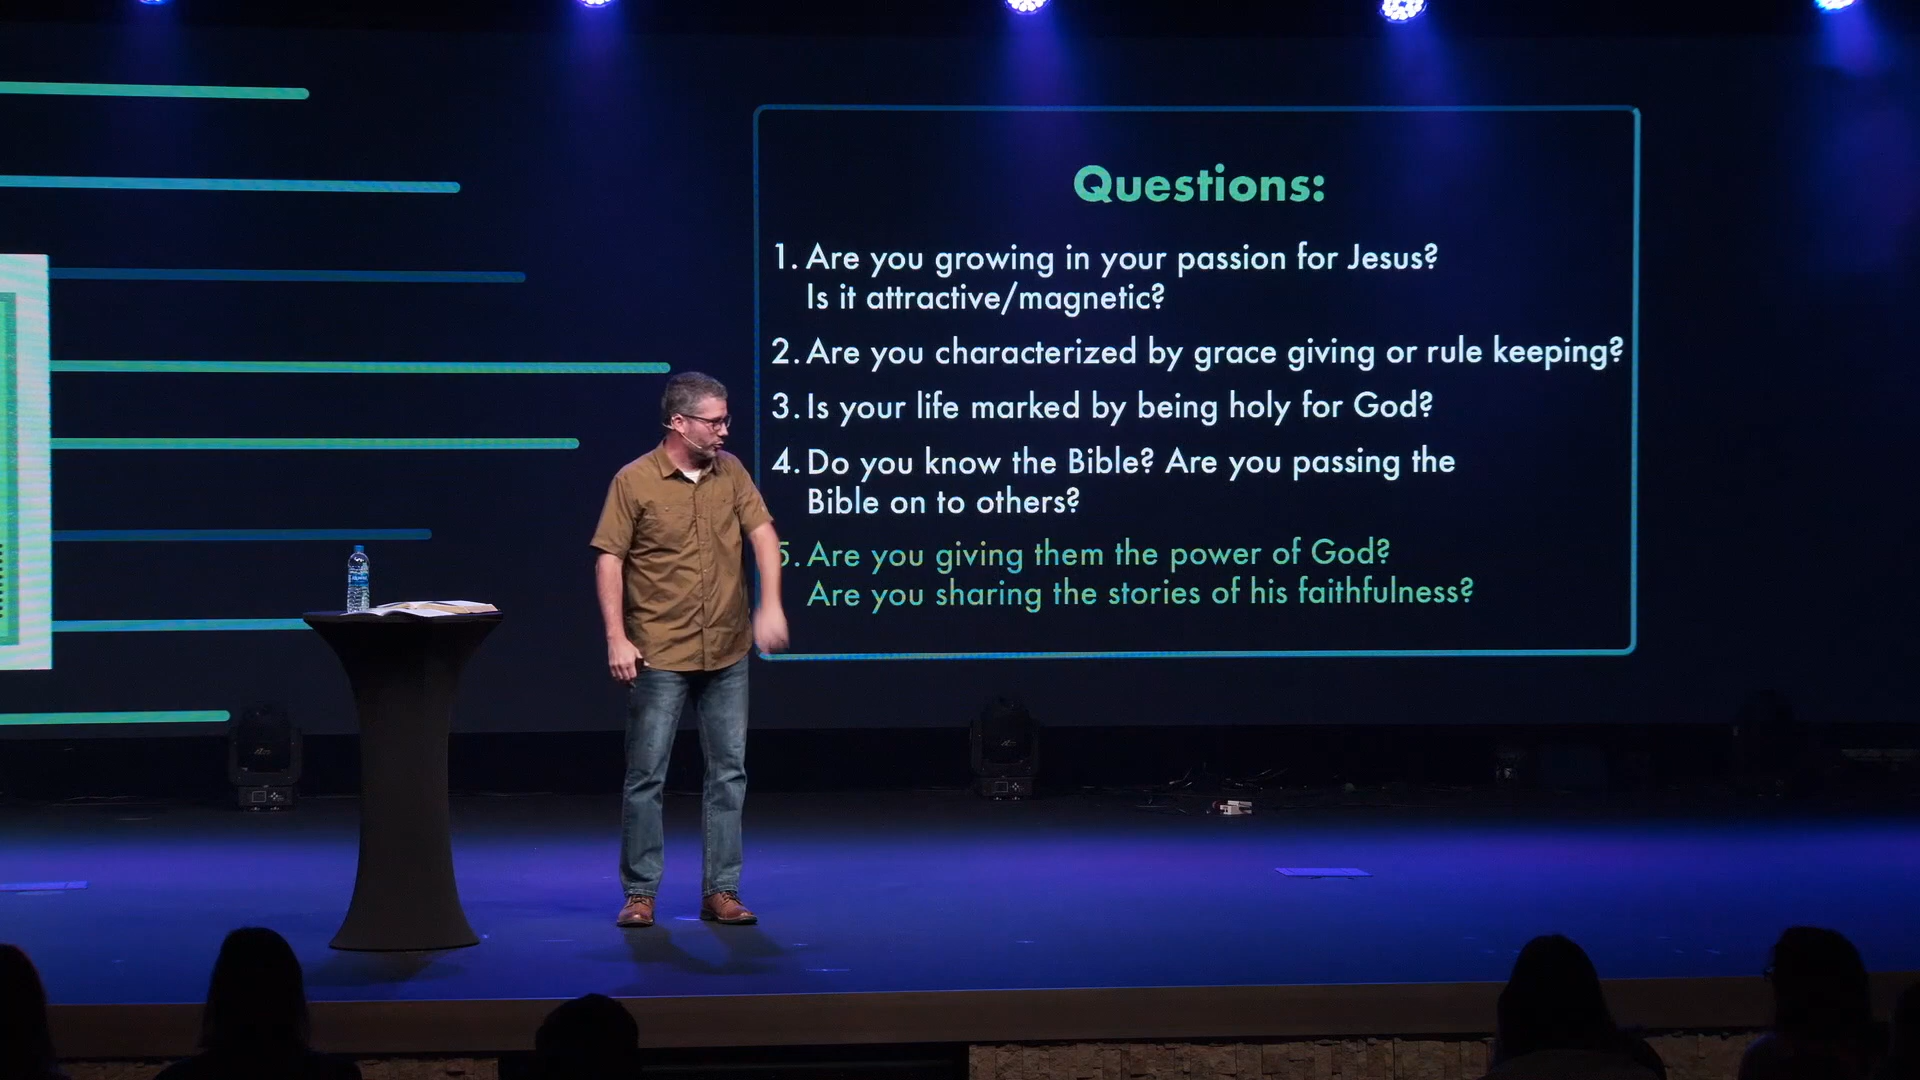 Questions:
1. Are you growing in your passion for Jesus?
Is it attractive/magnetic?
2. Are you characterized by grace giving or rule keeping?
3. Is your life marked by being holy for God?
4. Do you know the Bible? Are you passing the
Bible on to others?
5. Are you giving them the power of God?
Are you sharing the stories of his faithfulness?